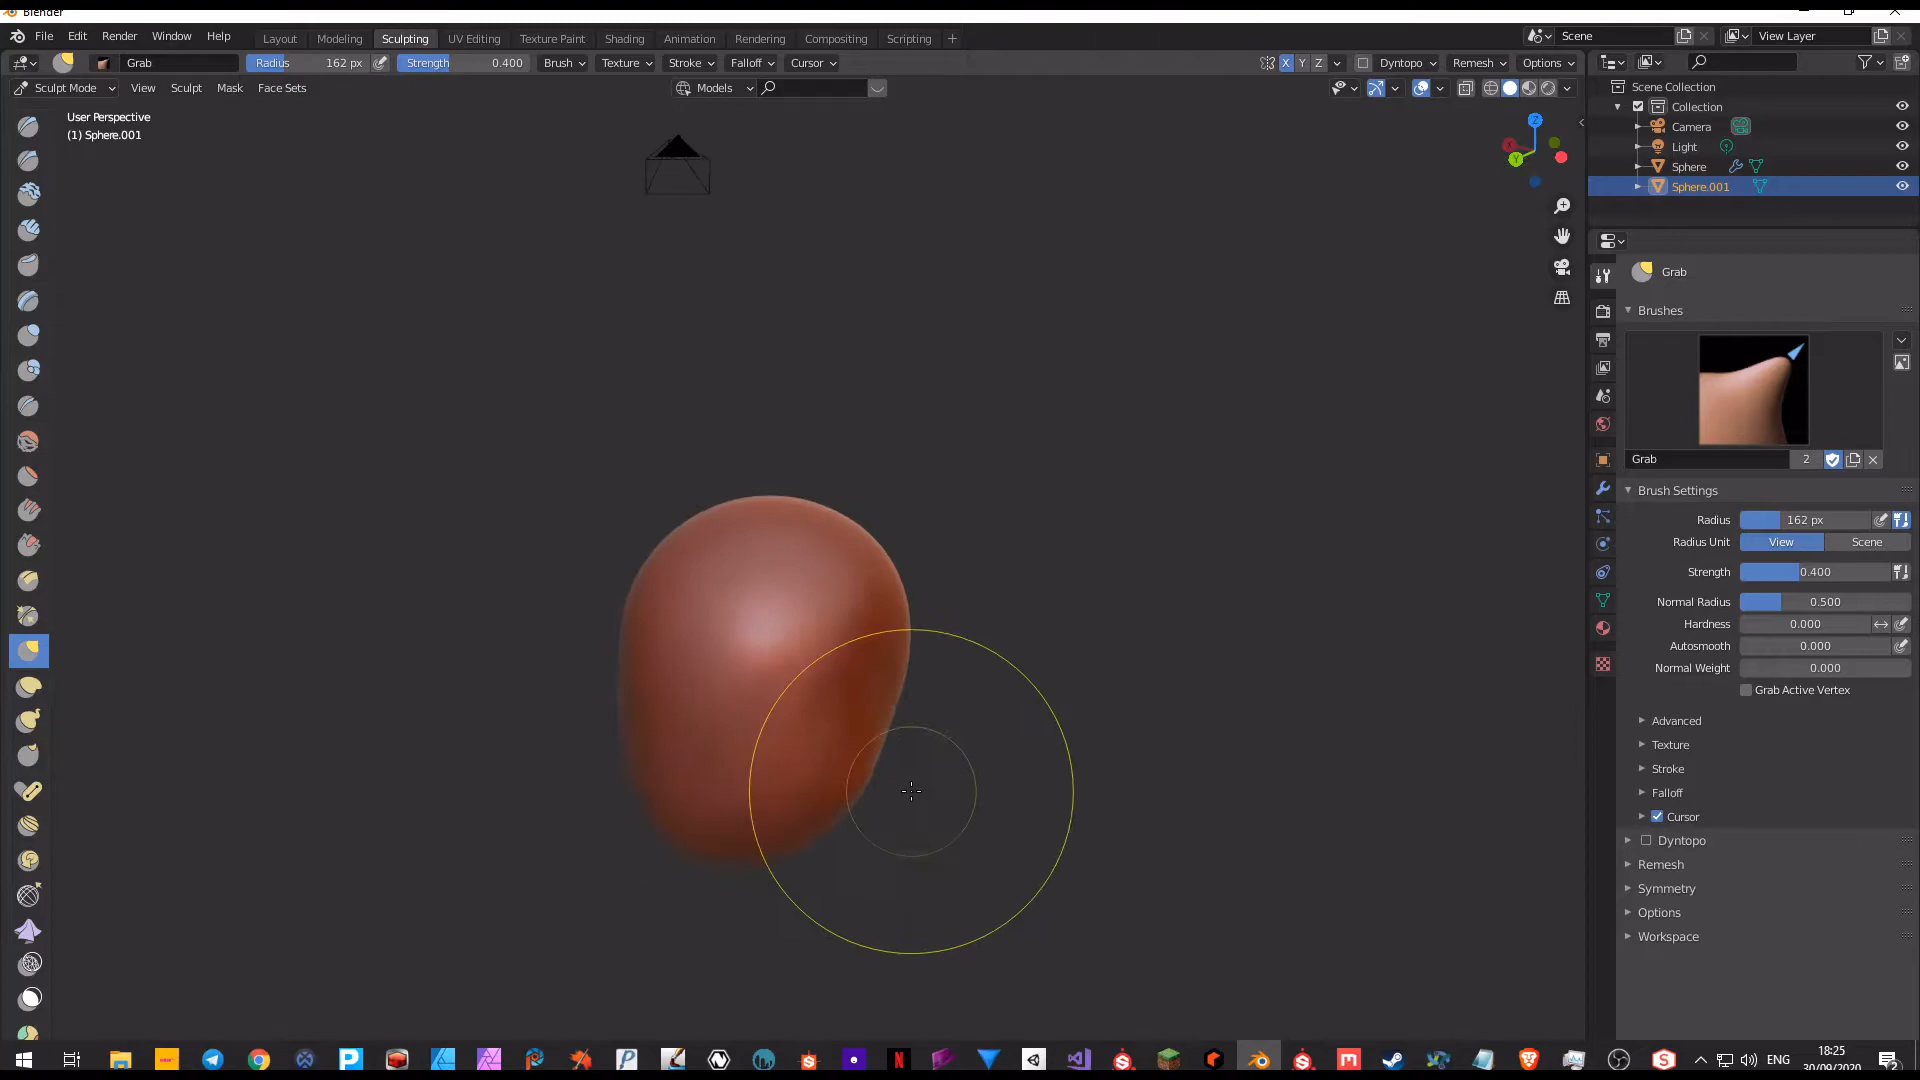 Blender
File Edit Render Window Help
Layout Modeling Sculpting UV Editing Texture Paint Shading Animation Rendering Compositing Scripting +
Scene
View Layer
Grab
Radius 162 px
Strength 0.400
Brush Texture Stroke Falloff Cursor
X Y Z
Dyntopo Remesh Options
Sculpt Mode View Sculpt Mask Face Sets
Models
User Perspective
(1) Sphere.001
Z
Y
Scene Collection
Collection
Camera
Light
Sphere
Sphere.001
Grab
Brushes
Grab 2
Brush Settings
Radius 162 px
Radius Unit View Scene
Strength 0.400
Normal Radius 0.500
Hardness 0.000
Autosmooth 0.000
Normal Weight 0.000
Grab Active Vertex
Advanced
Texture
Stroke
Falloff
Cursor
Dyntopo
Remesh
Symmetry
Options
Workspace
ENG
18:25
30/09/2020